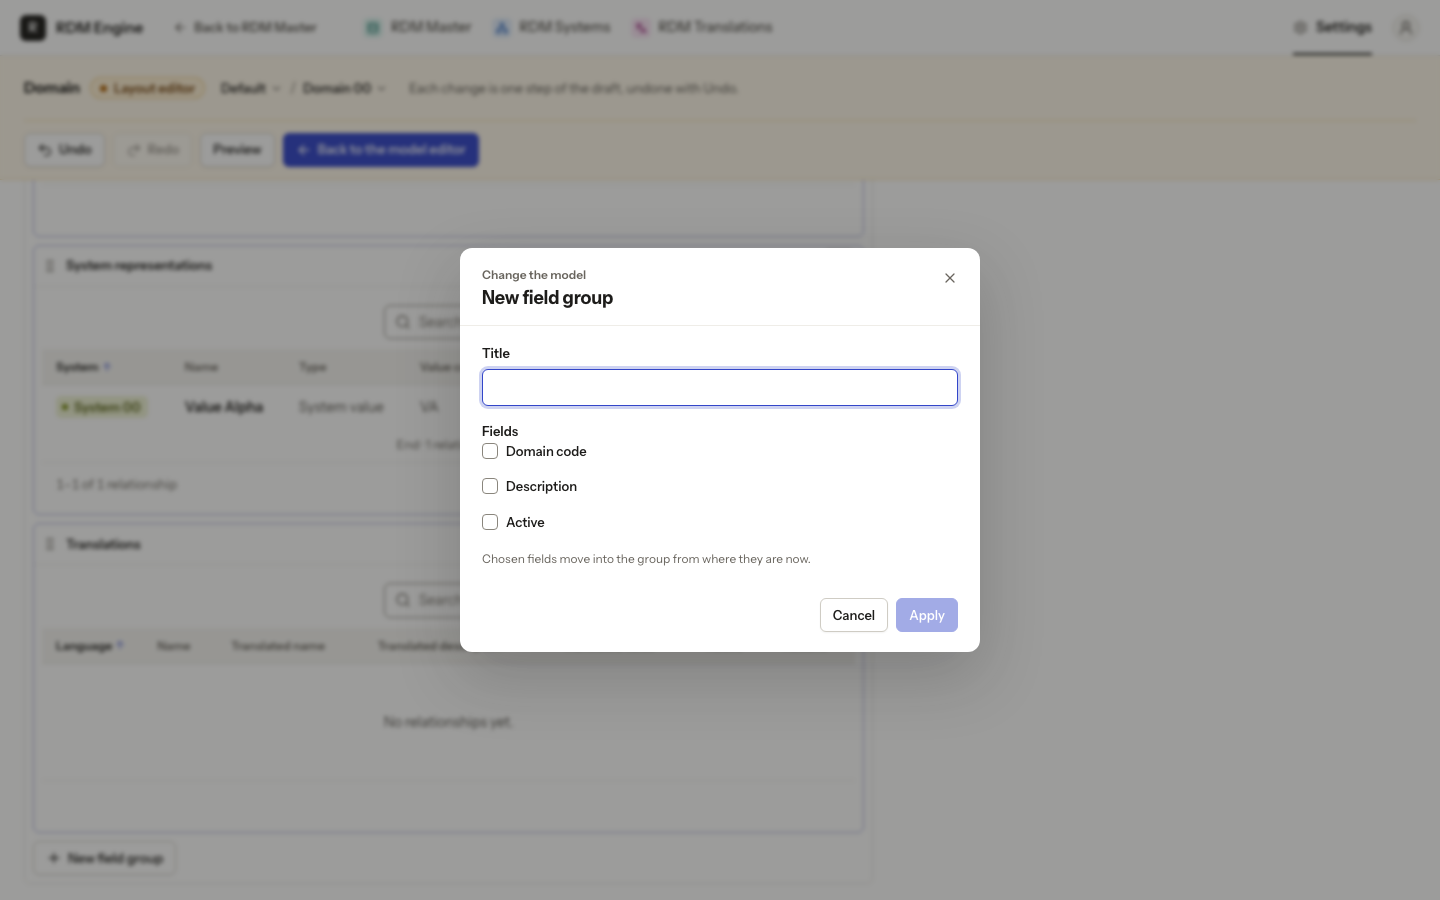 RDM Engine
Back to RDM Master
RDM Master
RDM Systems
RDM Translations
Settings
Domain
Layout editor
Default
/
Domain 00
Each change is one step of the draft, undone with Undo.
Undo
Redo
Preview
Back to the model editor
System representations
Search
System
Name
Type
System 00
Value Alpha
System value
VA
1–1 of 1 relationship
Translations
Search
Language
Name
Translated name
No relationships yet.
New field group
Change the model
New field group
Title
Fields
Domain code
Description
Active
Chosen fields move into the group from where they are now.
Cancel
Apply